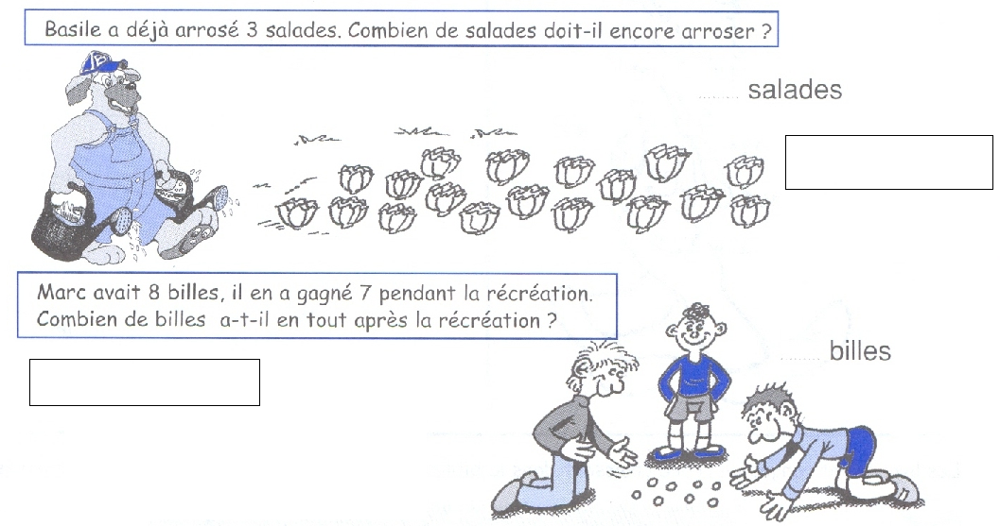 Basile a déjà arrosé 3 salades. Combien de salades doit-il encore arroser ?
......... salades
Marc avait 8 billes, il en a gagné 7 pendant la récréation.
Combien de billes a-t-il en tout après la récréation ?
......... billes